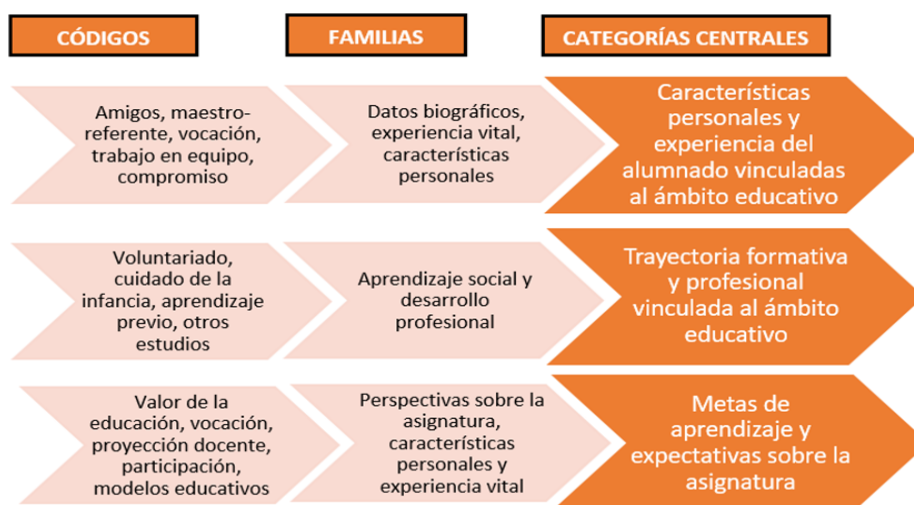 CÓDIGOS
FAMILIAS
CATEGORÍAS CENTRALES
Amigos, maestro-
referente, vocación,
trabajo en equipo,
compromiso
Datos biográficos,
experiencia vital,
características
personales
Características
personales y
experiencia del
alumnado vinculadas
al ámbito educativo
Voluntariado,
cuidado de la
infancia, aprendizaje
previo, otros
estudios
Aprendizaje social y
desarrollo
profesional
Trayectoria formativa
y profesional
vinculada al ámbito
educativo
Valor de la
educación, vocación,
proyección docente,
participación,
modelos educativos
Perspectivas sobre la
asignatura,
características
personales y
experiencia vital
Metas de
aprendizaje y
expectativas sobre la
asignatura